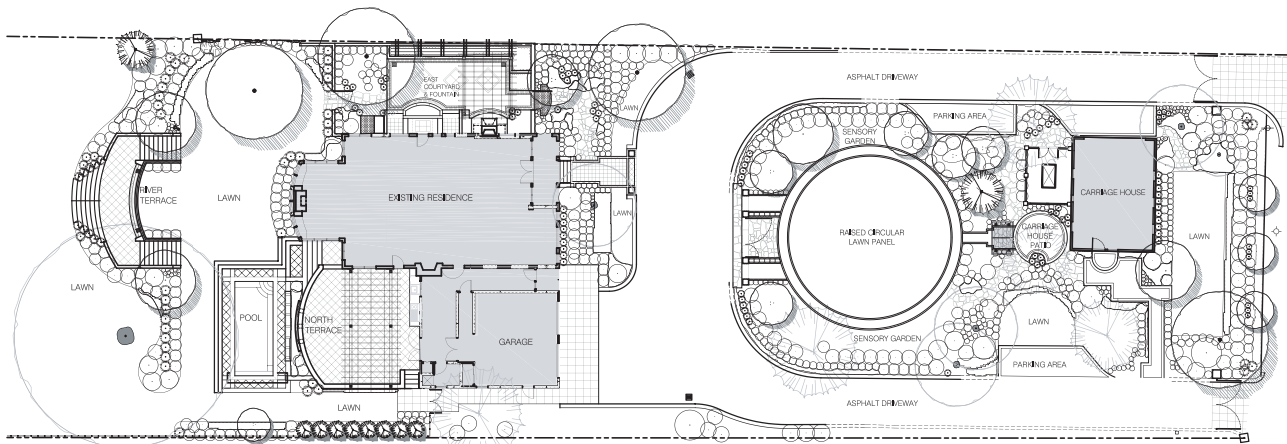 ASPHALT DRIVEWAY
EAST
COURTYARD
& FOUNTAIN
LAWN
PARKING AREA
SENSORY
GARDEN
RIVER
TERRACE
LAWN
EXISTING RESIDENCE
CARRIAGE HOUSE
LAWN
RAISED CIRCULAR
LAWN PANEL
CARRIAGE
HOUSE
PATIO
LAWN
LAWN
POOL
NORTH
TERRACE
GARAGE
LAWN
SENSORY GARDEN
PARKING AREA
LAWN
ASPHALT DRIVEWAY